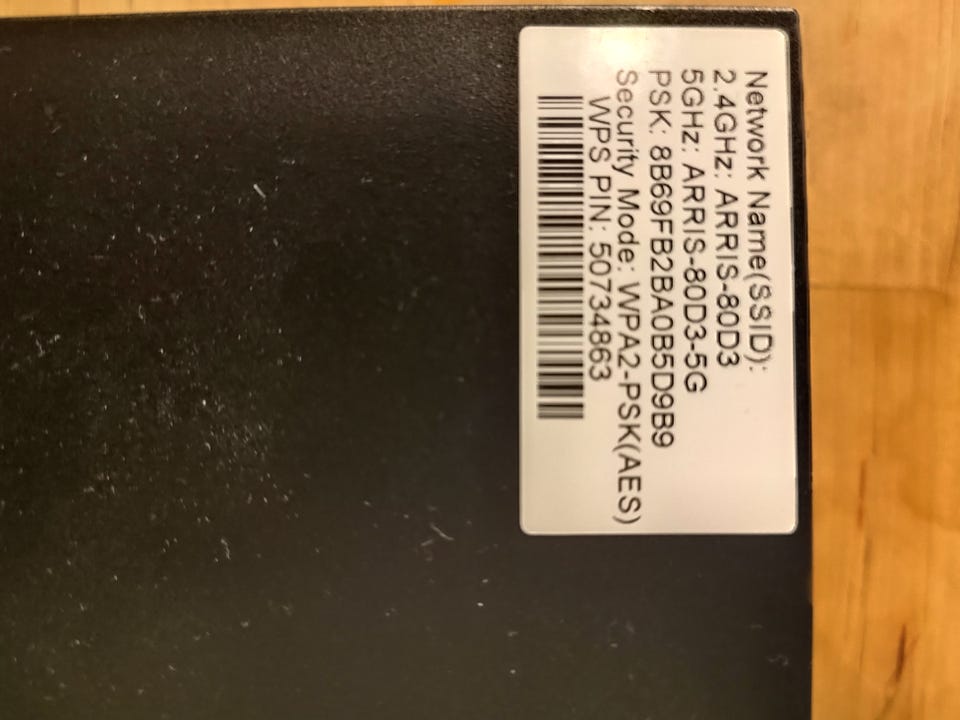 Network Name(SSID):
2.4GHz: ARRIS-80D3
5GHz: ARRIS-80D3-5G
PSK: 8B69FB2BA0B5D9B9
Security Mode: WPA2-PSK(AES)
WPS PIN: 50734863